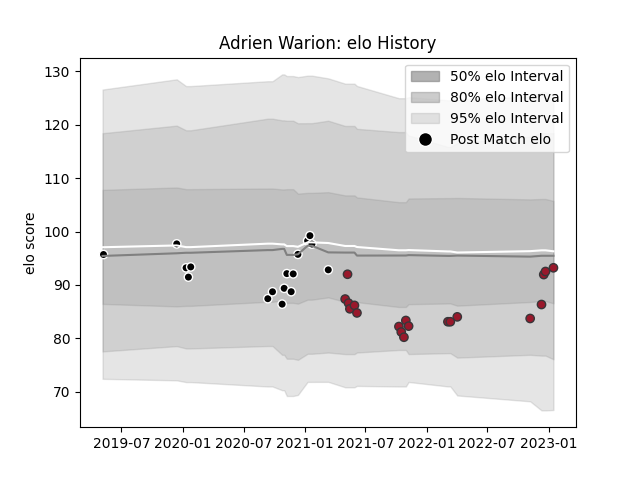 Adrien Warion: elo History
130
120
110
100
90
80
70
elo score
50% elo Interval
80% elo Interval
95% elo Interval
Post Match elo
2019-07 2020-01 2020-07 2021-01 2021-07 2022-01 2022-07 2023-01